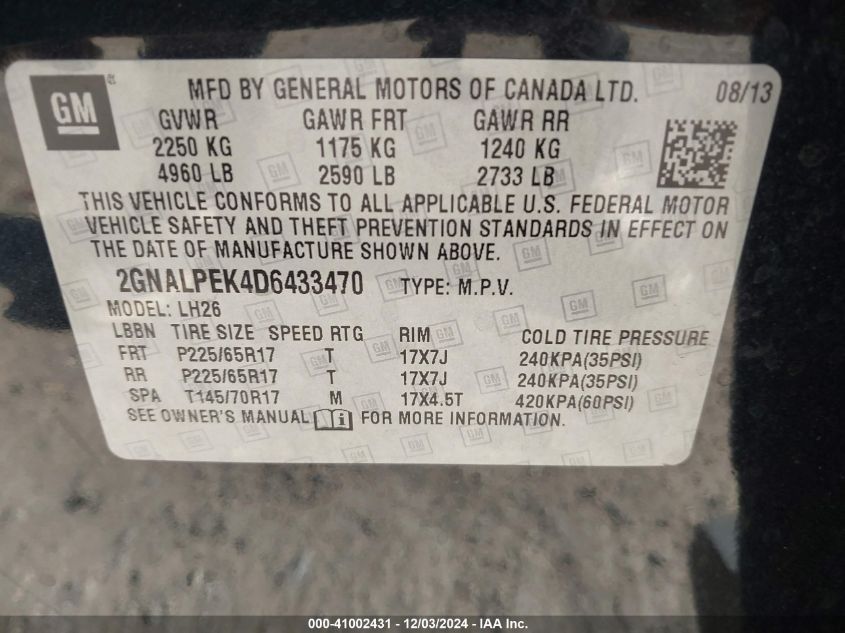 GM
MFD BY GENERAL MOTORS OF CANADA LTD. 08/13
GVWR GAWR FRT GAWR RR
2250 KG 1175 KG 1240 KG
4960 LB 2590 LB 2733 LB
THIS VEHICLE CONFORMS TO ALL APPLICABLE U.S. FEDERAL MOTOR
VEHICLE SAFETY AND THEFT PREVENTION STANDARDS IN EFFECT ON
THE DATE OF MANUFACTURE SHOWN ABOVE.
2GNALPEK4D6433470 TYPE: M.P.V.
MODEL: LH26
LBBN TIRE SIZE SPEED RTG RIM COLD TIRE PRESSURE
FRT P225/65R17 T 17X7J 240KPA(35PSI)
RR P225/65R17 T 17X7J 240KPA(35PSI)
SPA T145/70R17 M 17X4.5T 420KPA(60PSI)
SEE OWNER'S MANUAL i FOR MORE INFORMATION.
000-41002431 - 12/03/2024 - IAA Inc.